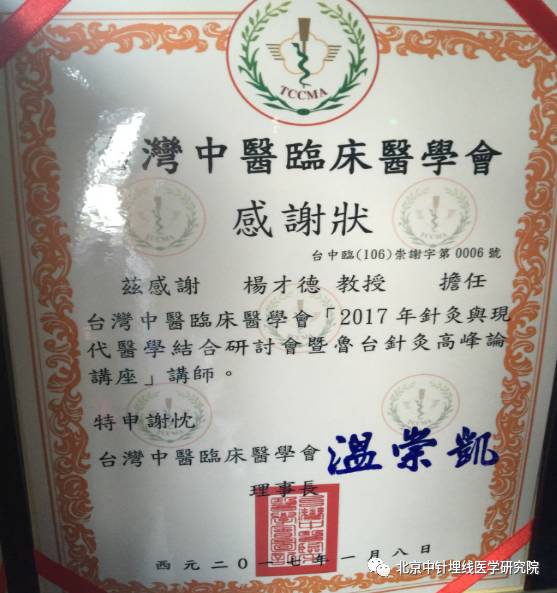 TCCMA
台灣中醫臨床醫學會
感謝狀
台中臨(106)崇謝字第0006號
茲感謝 楊才德 教授 擔任
台灣中醫臨床醫學會「2017年針灸與現
代醫學結合研討會暨魯台針灸高峰論
講座」講師。
特申謝忱
台灣中醫臨床醫學會 溫崇凱
理事長
西元二〇一七年一月八日
北京中针埋线医学研究院